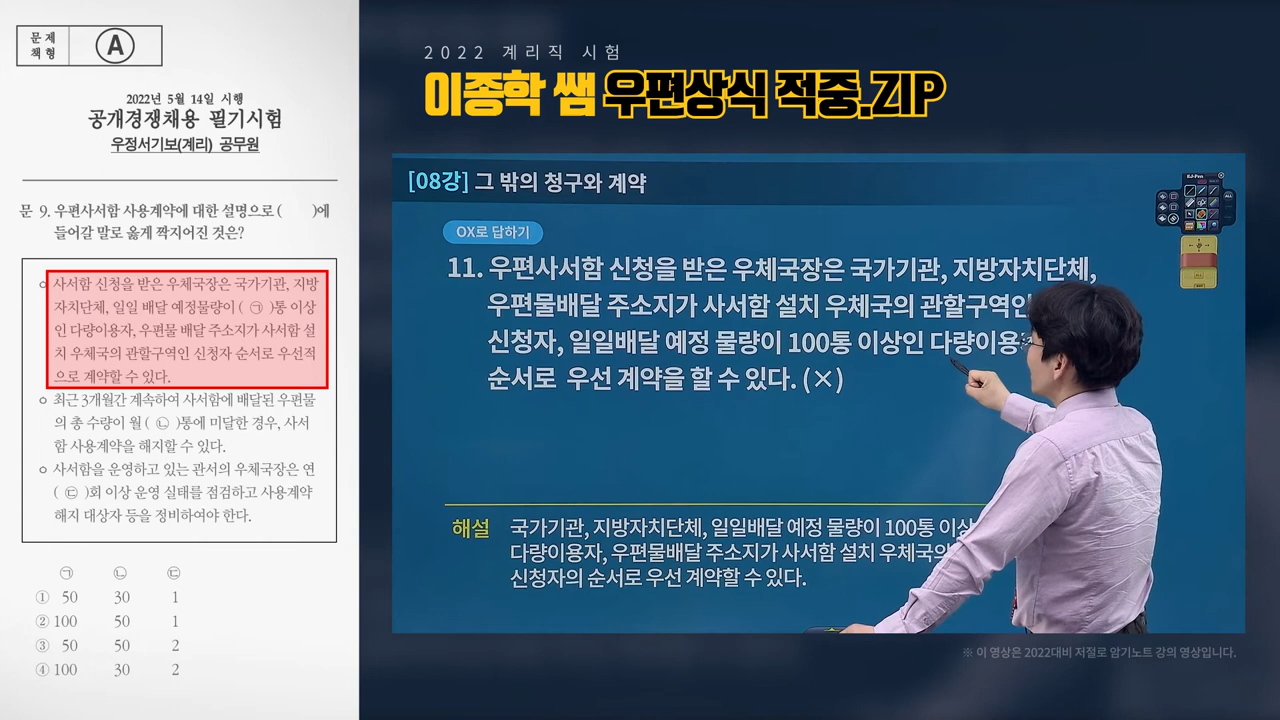 문제
책형
A
2022년 5월 14일 시행
공개경쟁채용 필기시험
우정서기보(계리) 공무원
문 9. 우편사서함 사용계약에 대한 설명으로 ( )에
들어갈 말로 옳게 짝지어진 것은?
○ 사서함 신청을 받은 우체국장은 국가기관, 지방
자치단체, 일일 배달 예정물량이 ( ㉠ )통 이상
인 다량이용자, 우편물 배달 주소지가 사서함 설
치 우체국의 관할구역인 신청자 순서로 우선적
으로 계약할 수 있다.
○ 최근 3개월간 계속하여 사서함에 배달된 우편물
의 총 수량이 월 ( ㉡ )통에 미달한 경우, 사서
함 사용계약을 해지할 수 있다.
○ 사서함을 운영하고 있는 관서의 우체국장은 연
( ㉢ )회 이상 운영 실태를 점검하고 사용계약
해지 대상자 등을 정비하여야 한다.
㉠ ㉡ ㉢
① 50 30 1
② 100 50 1
③ 50 50 2
④ 100 30 2
2022 계리직 시험
이종학 쌤 우편상식 적중.ZIP
[08강] 그 밖의 청구와 계약
OX로 답하기
11. 우편사서함 신청을 받은 우체국장은 국가기관, 지방자치단체,
우편물배달 주소지가 사서함 설치 우체국의 관할구역인
신청자, 일일배달 예정 물량이 100통 이상인 다량이용
순서로 우선 계약을 할 수 있다. (×)
해설 국가기관, 지방자치단체, 일일배달 예정 물량이 100통 이상
다량이용자, 우편물배달 주소지가 사서함 설치 우체국의
신청자의 순서로 우선 계약할 수 있다.
※ 이 영상은 2022대비 저절로 암기노트 강의 영상입니다.